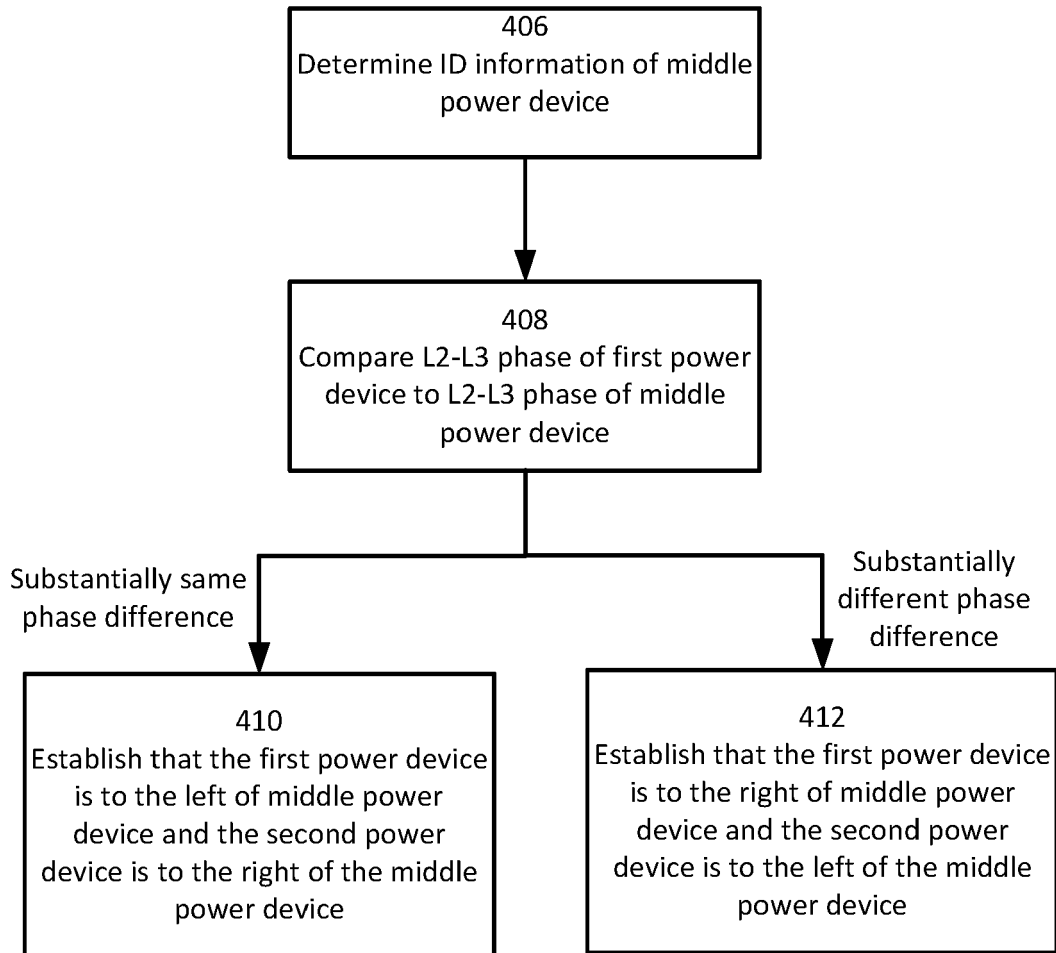 406
Determine ID information of middle
power device
408
Compare L2-L3 phase of first power
device to L2-L3 phase of middle
power device
Substantially same
phase difference
Substantially
different phase
difference
410
Establish that the first power device
is to the left of middle power
device and the second power
device is to the right of the middle
power device
412
Establish that the first power device
is to the right of middle power
device and the second power
device is to the left of the middle
power device